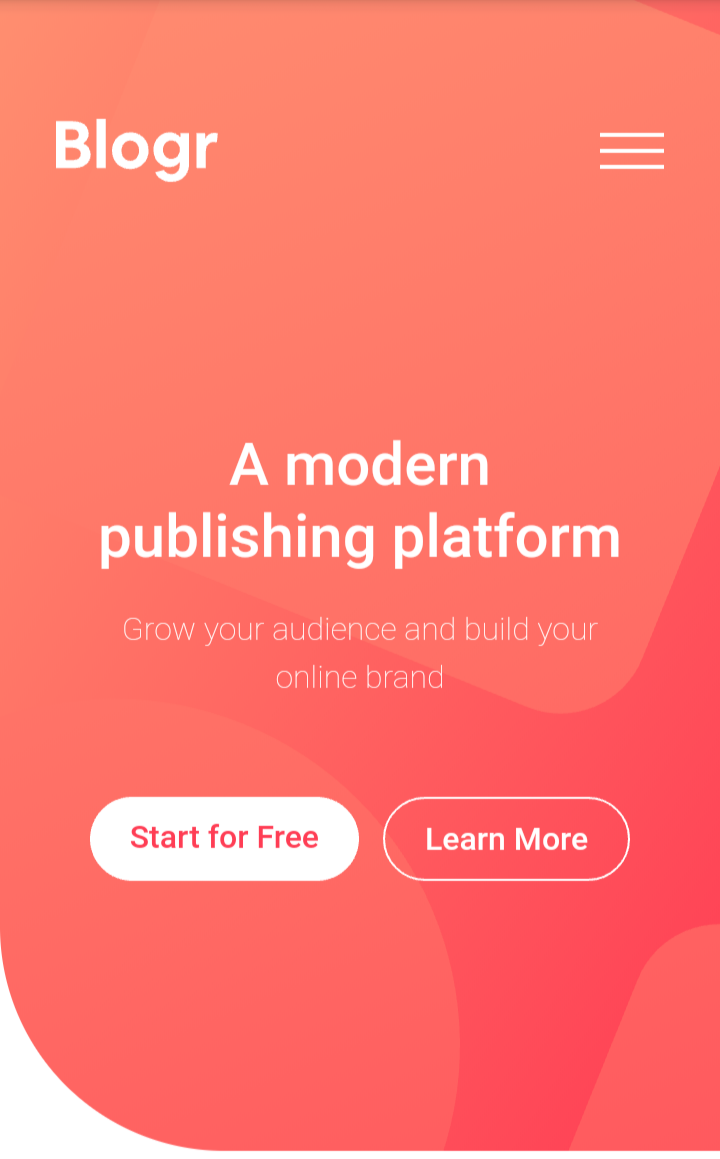 Blogr
A modern
publishing platform
Grow your audience and build your
online brand
Start for Free
Learn More